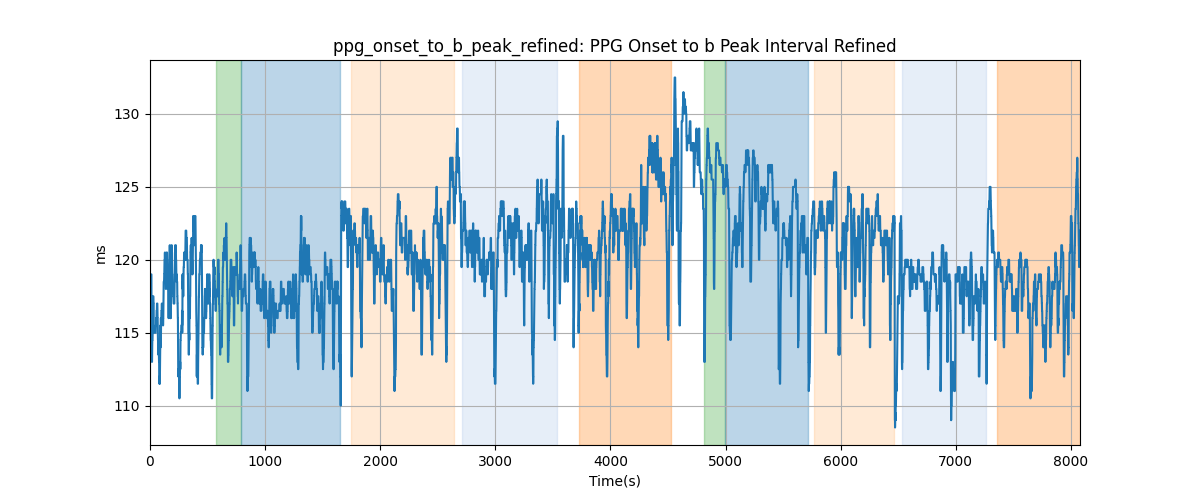 ppg_onset_to_b_peak_refined: PPG Onset to b Peak Interval Refined
130
125
120
115
110
ms
0 1000 2000 3000 4000 5000 6000 7000 8000
Time(s)